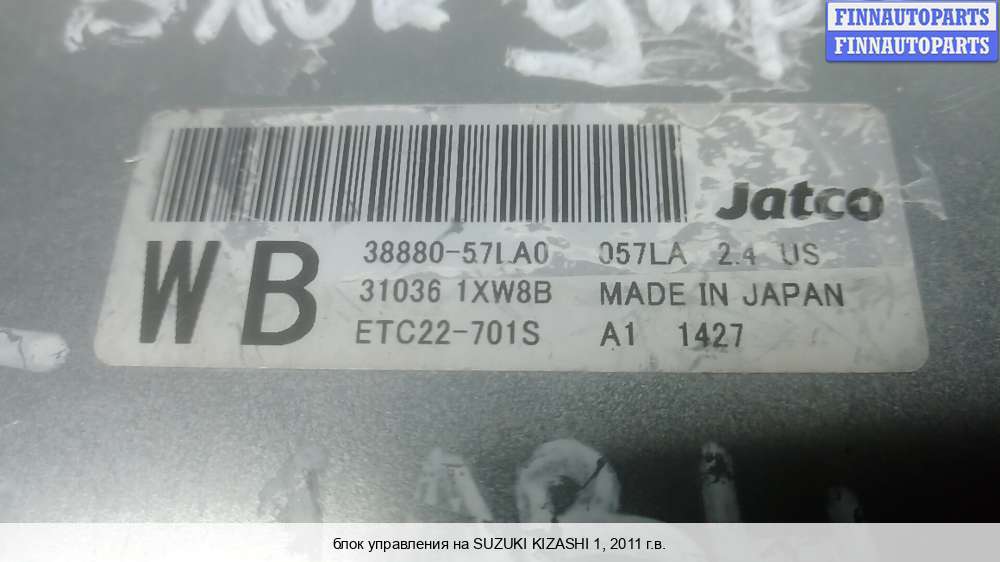 FINNAUTOPARTS
FINNAUTOPARTS
Jatco
WB
38880-57LA0 057LA 2.4 US
31036 1XW8B MADE IN JAPAN
ETC22-701S A1 1427
блок управления на SUZUKI KIZASHI 1, 2011 г.в.